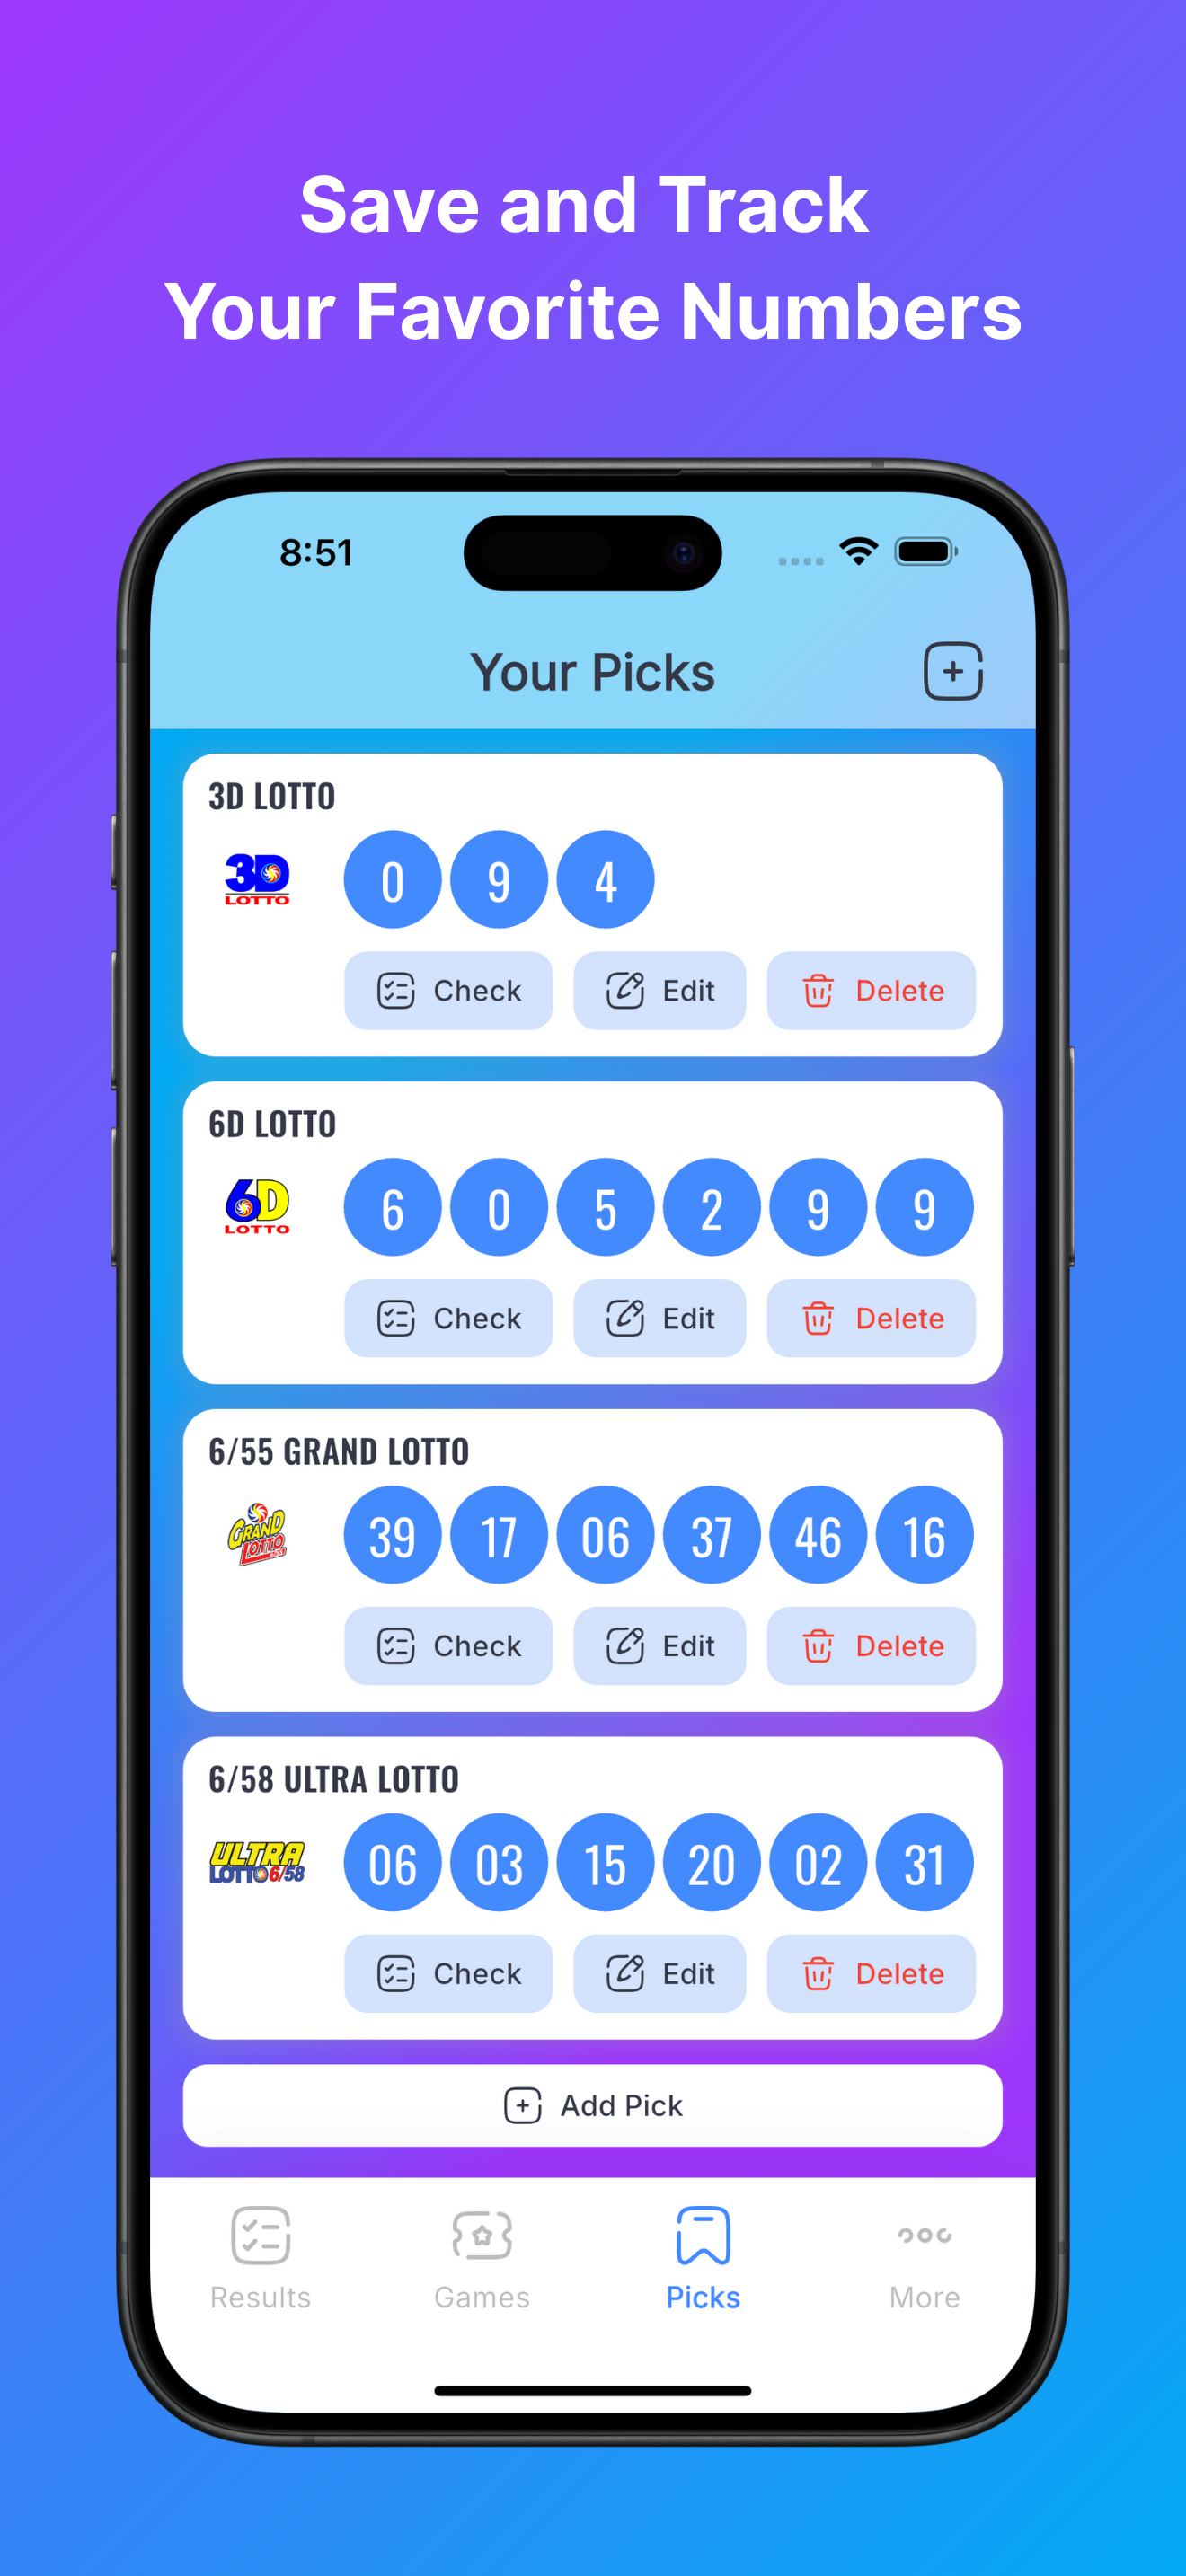 Save and Track
Your Favorite Numbers
8:51
Your Picks
3D LOTTO
3D
LOTTO
0 9 4
Check Edit Delete
6D LOTTO
6D
LOTTO
6 0 5 2 9 9
Check Edit Delete
6/55 GRAND LOTTO
GRAND
LOTTO
39 17 06 37 46 16
Check Edit Delete
6/58 ULTRA LOTTO
ULTRA
LOTTO 6/58
06 03 15 20 02 31
Check Edit Delete
Add Pick
Results Games Picks More